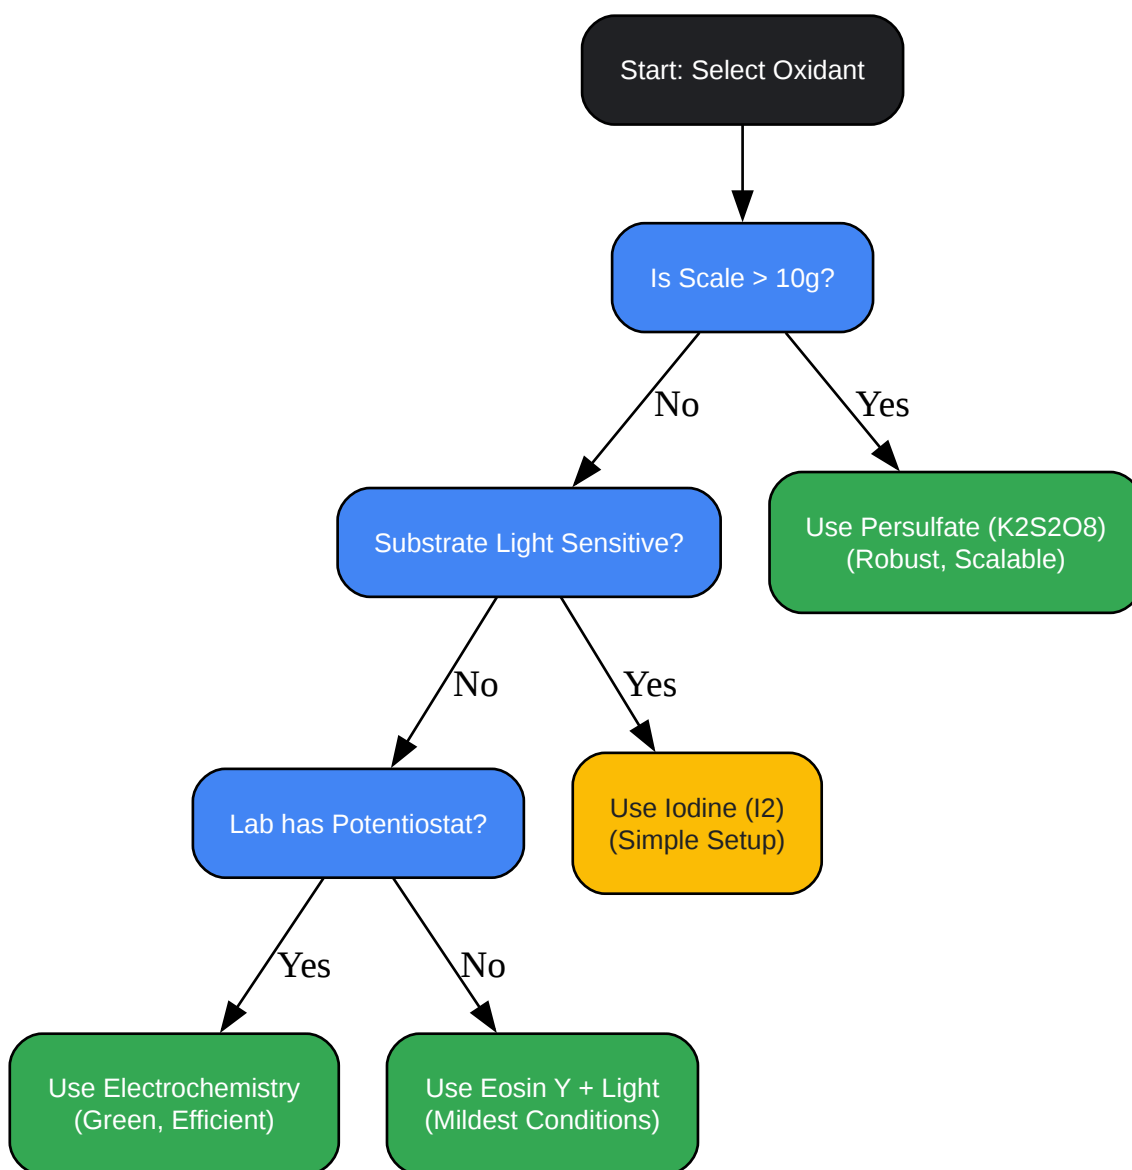 Start: Select Oxidant
Is Scale > 10g?
No
Yes
Substrate Light Sensitive?
Use Persulfate (K2S2O8)
(Robust, Scalable)
No
Yes
Lab has Potentiostat?
Use Iodine (I2)
(Simple Setup)
Yes
No
Use Electrochemistry
(Green, Efficient)
Use Eosin Y + Light
(Mildest Conditions)